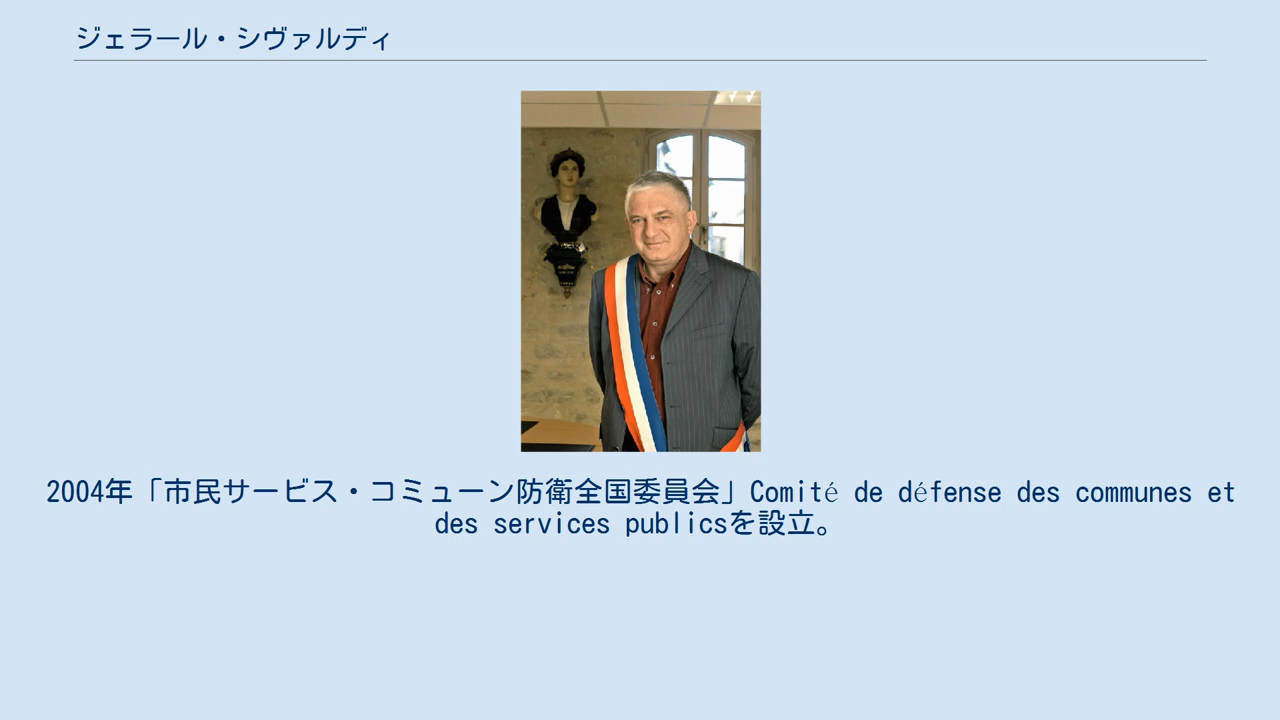 ジェラール・シヴァルディ
2004年「市民サービス・コミューン防衛全国委員会」Comité de défense des communes et
des services publicsを設立。